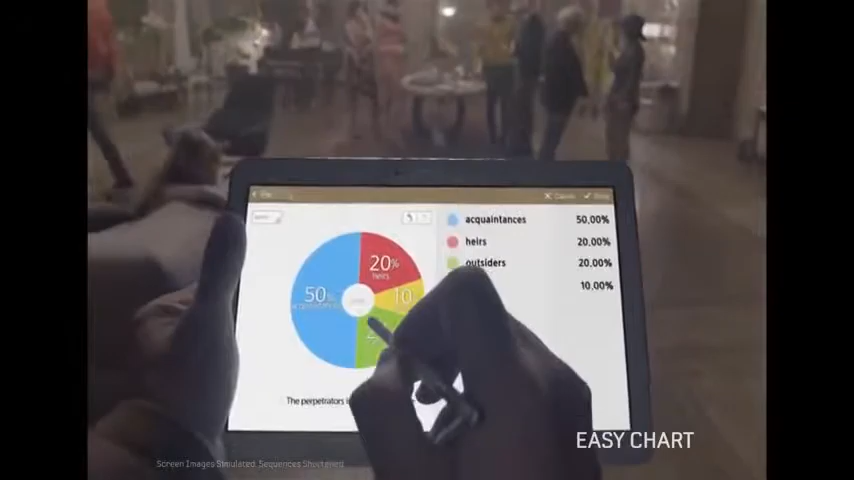 acquaintances 50,00%
heirs 20,00%
outsiders 20,00%
10,00%
20%
heirs
50%
10
The perpetrators
EASY CHART
Screen Images Simulated. Sequences Shortened